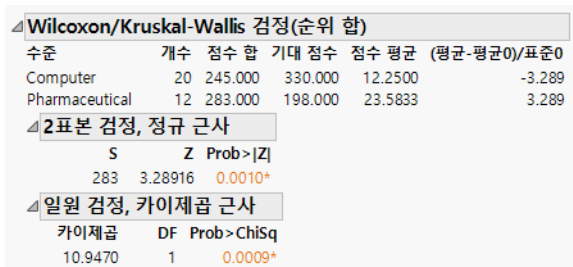 Wilcoxon/Kruskal-Wallis 검정(순위 합)
수준 개수 점수 합 기대 점수 점수 평균 (평균-평균0)/표준0
Computer 20 245.000 330.000 12.2500 -3.289
Pharmaceutical 12 283.000 198.000 23.5833 3.289
2표본 검정, 정규 근사
S Z Prob>|Z|
283 3.28916 0.0010*
일원 검정, 카이제곱 근사
카이제곱 DF Prob>ChiSq
10.9470 1 0.0009*